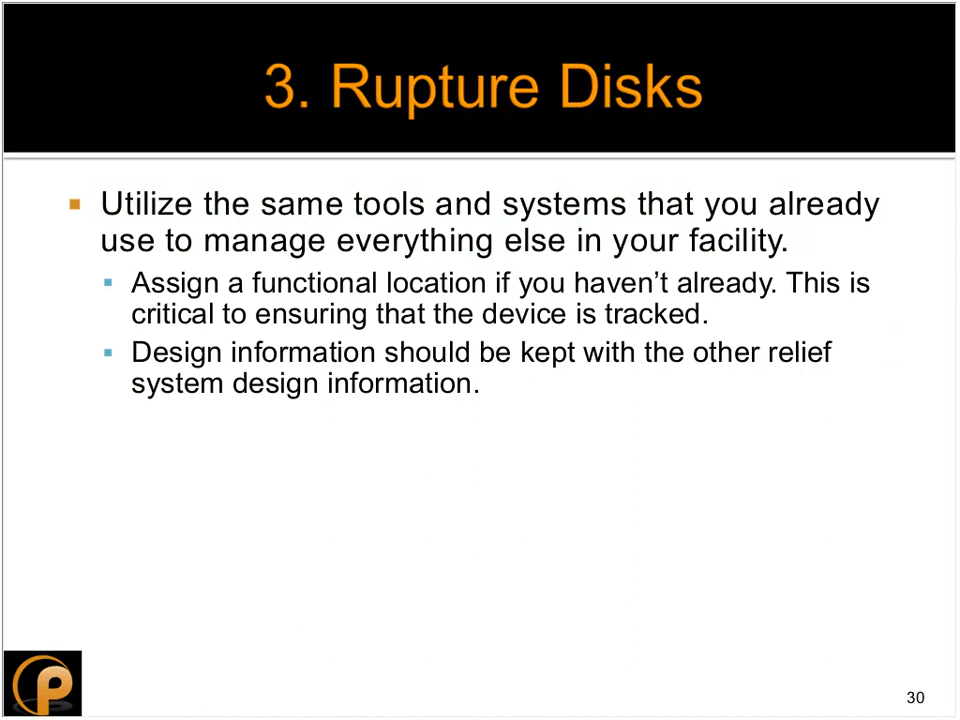 3. Rupture Disks
Utilize the same tools and systems that you already
use to manage everything else in your facility.
Assign a functional location if you haven’t already. This is
critical to ensuring that the device is tracked.
Design information should be kept with the other relief
system design information.
P
30